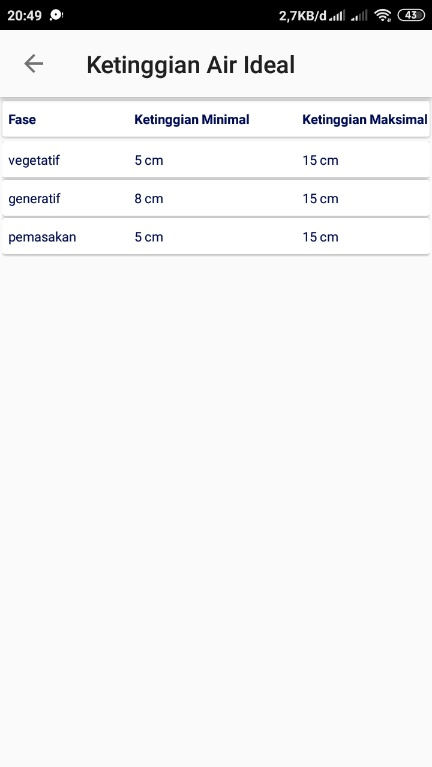 20:49 2,7KB/d 43
Ketinggian Air Ideal
Fase Ketinggian Minimal Ketinggian Maksimal
vegetatif 5 cm 15 cm
generatif 8 cm 15 cm
pemasakan 5 cm 15 cm